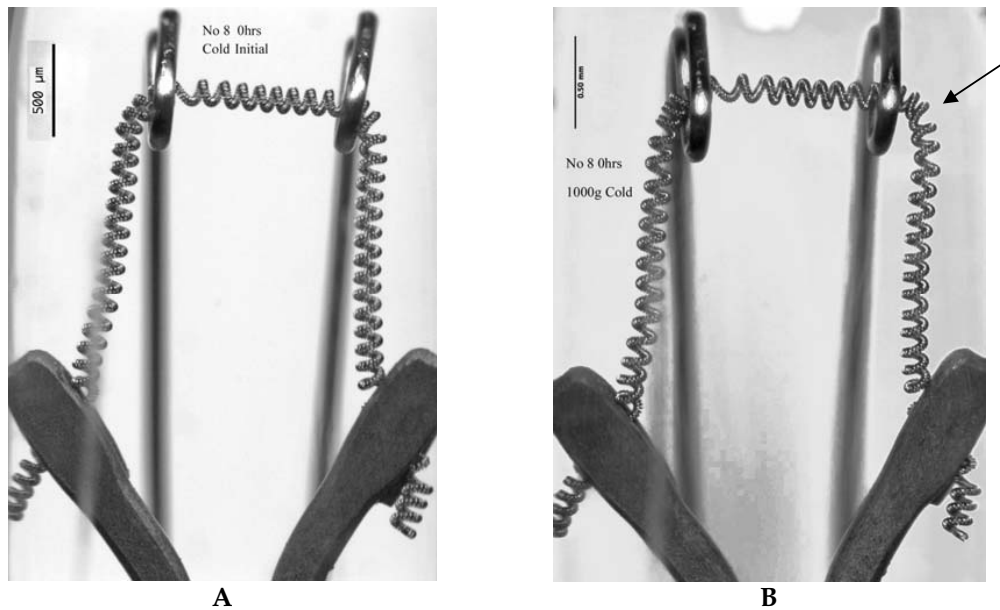 No 8 0hrs
Cold Initial
500 µm
0.50 mm
No 8 0hrs
1000g Cold
A
B